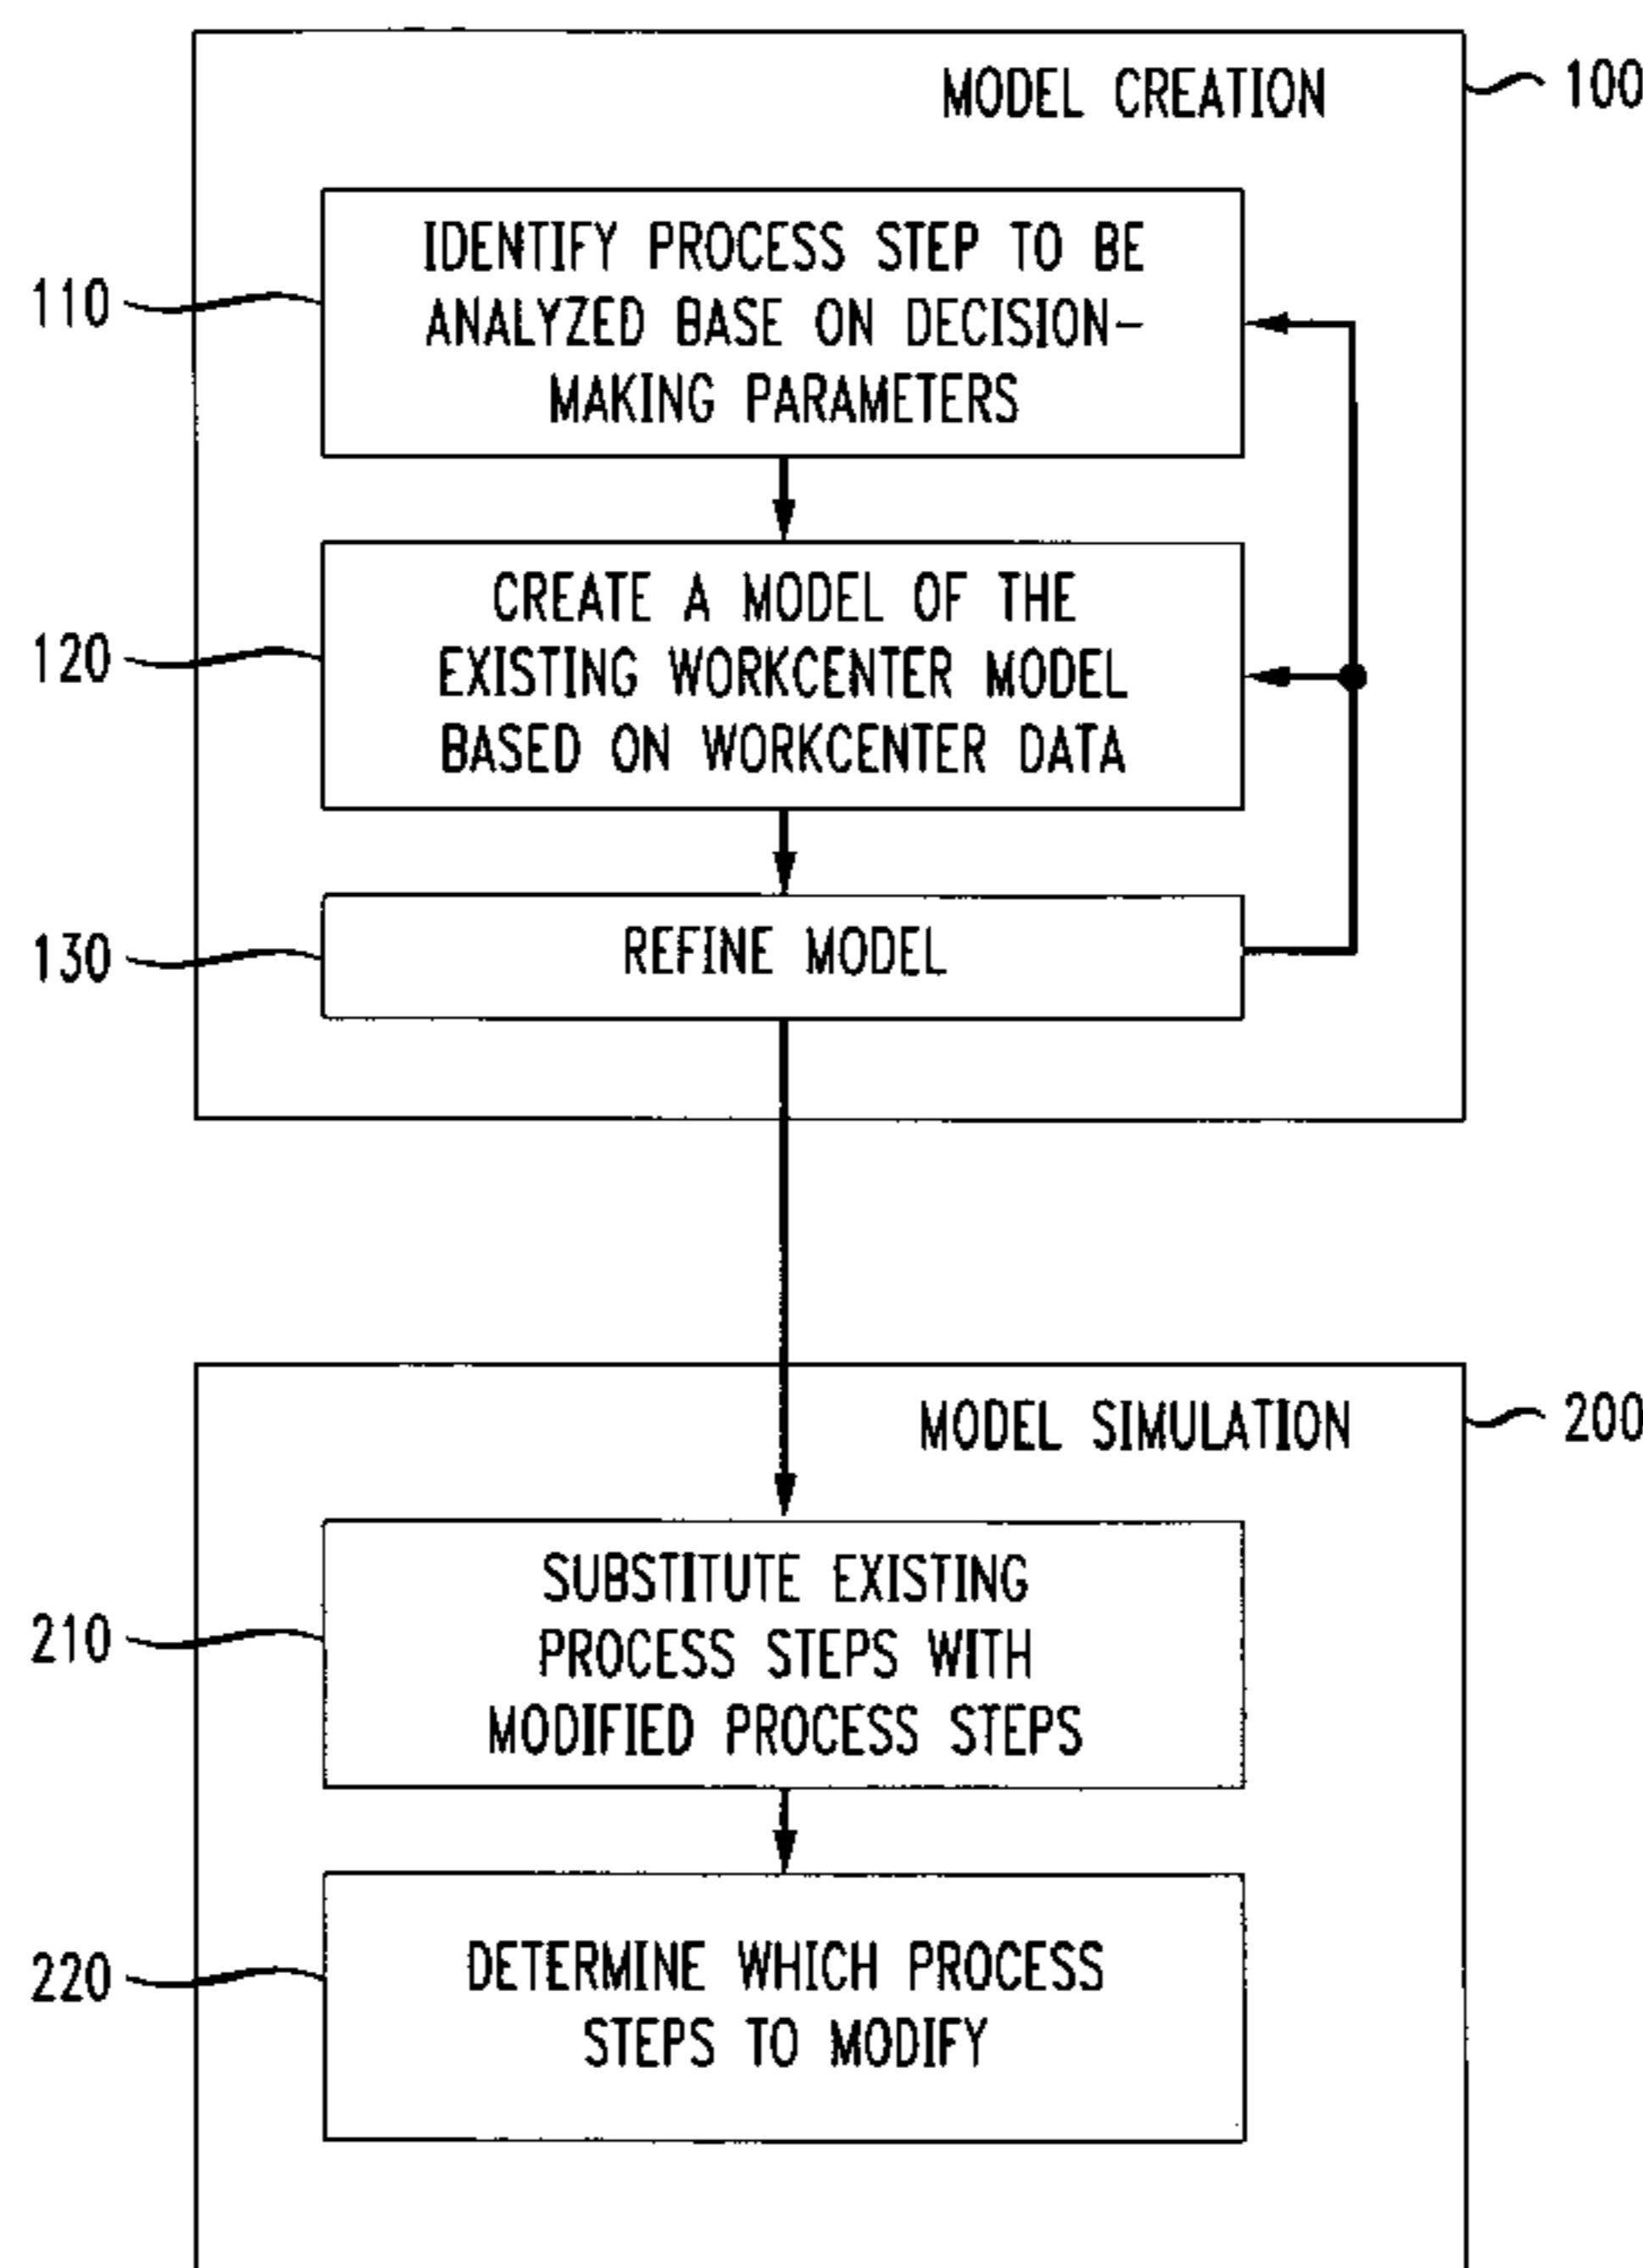 MODEL CREATION
100
IDENTIFY PROCESS STEP TO BE
ANALYZED BASE ON DECISION-
MAKING PARAMETERS
110
CREATE A MODEL OF THE
EXISTING WORKCENTER MODEL
BASED ON WORKCENTER DATA
120
REFINE MODEL
130
MODEL SIMULATION
200
SUBSTITUTE EXISTING
PROCESS STEPS WITH
MODIFIED PROCESS STEPS
210
DETERMINE WHICH PROCESS
STEPS TO MODIFY
220